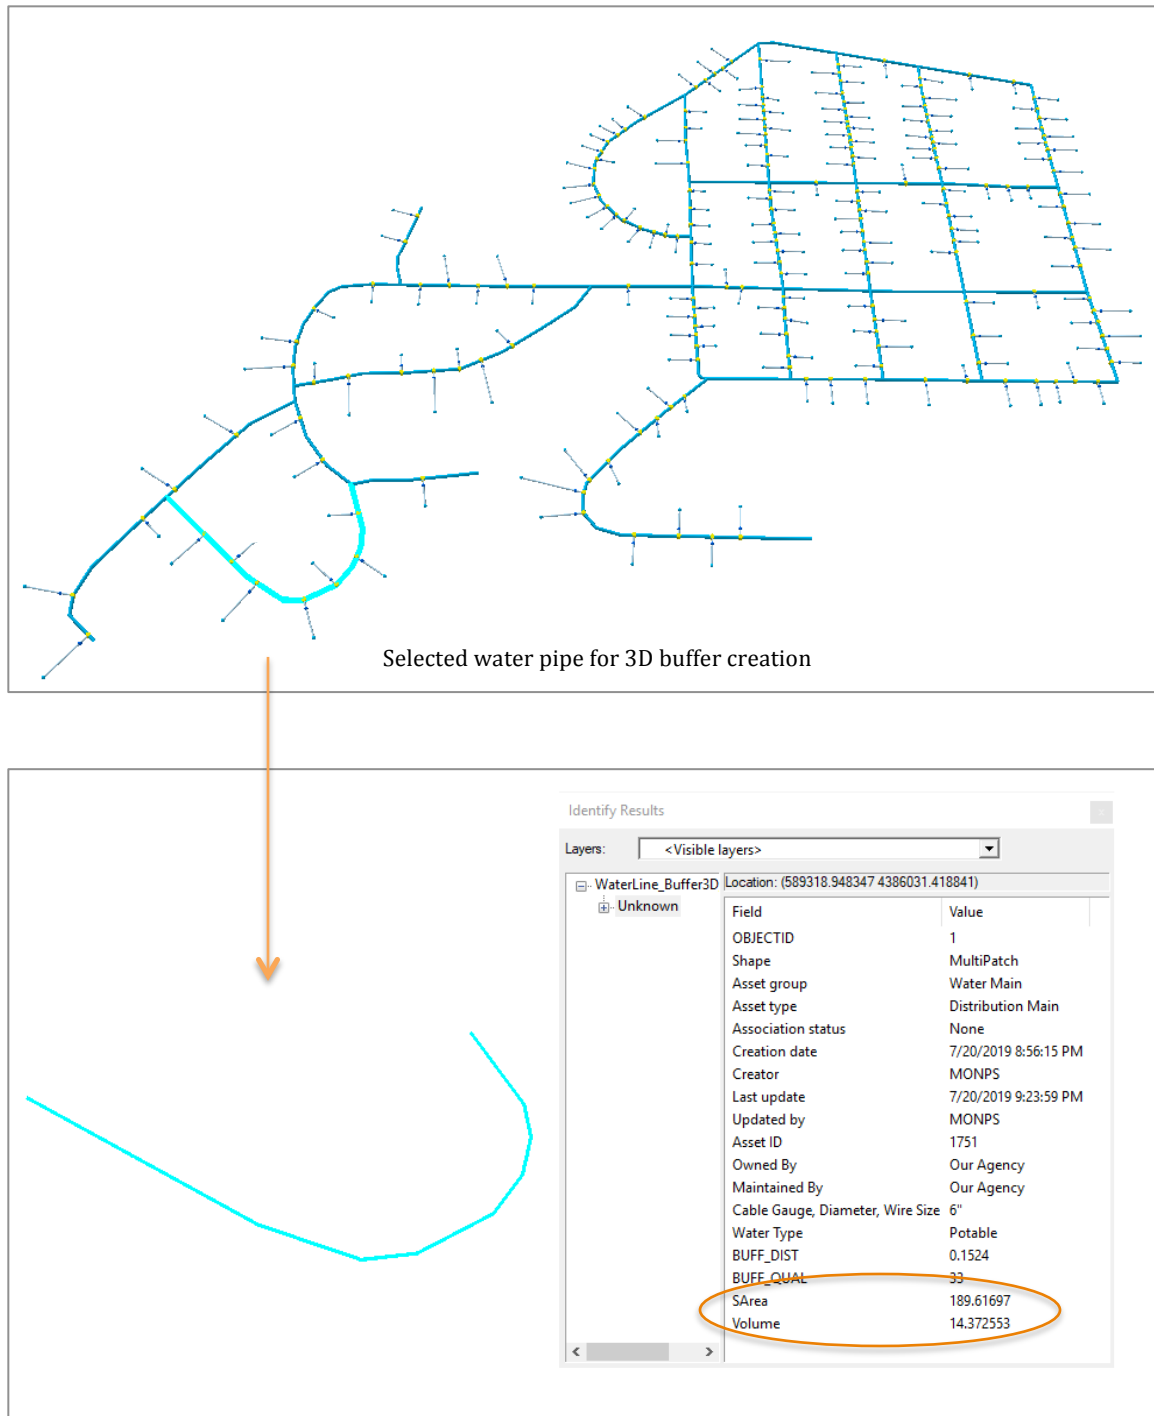 Selected water pipe for 3D buffer creation
Identify Results
x
Layers: <Visible layers>
WaterLine_Buffer3D
Unknown
Location: (589318.948347 4386031.418841)
Field Value
OBJECTID 1
Shape MultiPatch
Asset group Water Main
Asset type Distribution Main
Association status None
Creation date 7/20/2019 8:56:15 PM
Creator MONPS
Last update 7/20/2019 9:23:59 PM
Updated by MONPS
Asset ID 1751
Owned By Our Agency
Maintained By Our Agency
Cable Gauge, Diameter, Wire Size 6"
Water Type Potable
BUFF_DIST 0.1524
BUFF_QUAL 33
SArea 189.61697
Volume 14.372553